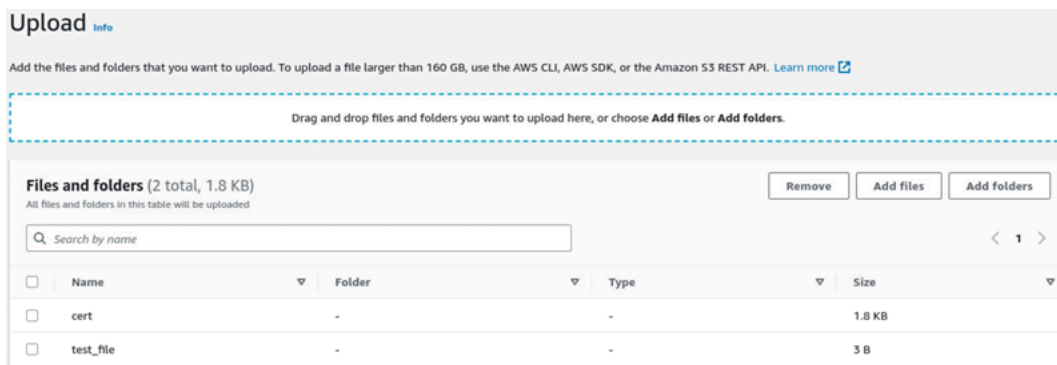 Upload Info
Add the files and folders that you want to upload. To upload a file larger than 160 GB, use the AWS CLI, AWS SDK, or the Amazon S3 REST API. Learn more
Drag and drop files and folders you want to upload here, or choose Add files or Add folders.
Files and folders (2 total, 1.8 KB)
All files and folders in this table will be uploaded
Remove Add files Add folders
Search by name
< 1 >
Name Folder Type Size
cert - - 1.8 KB
test_file - - 3 B